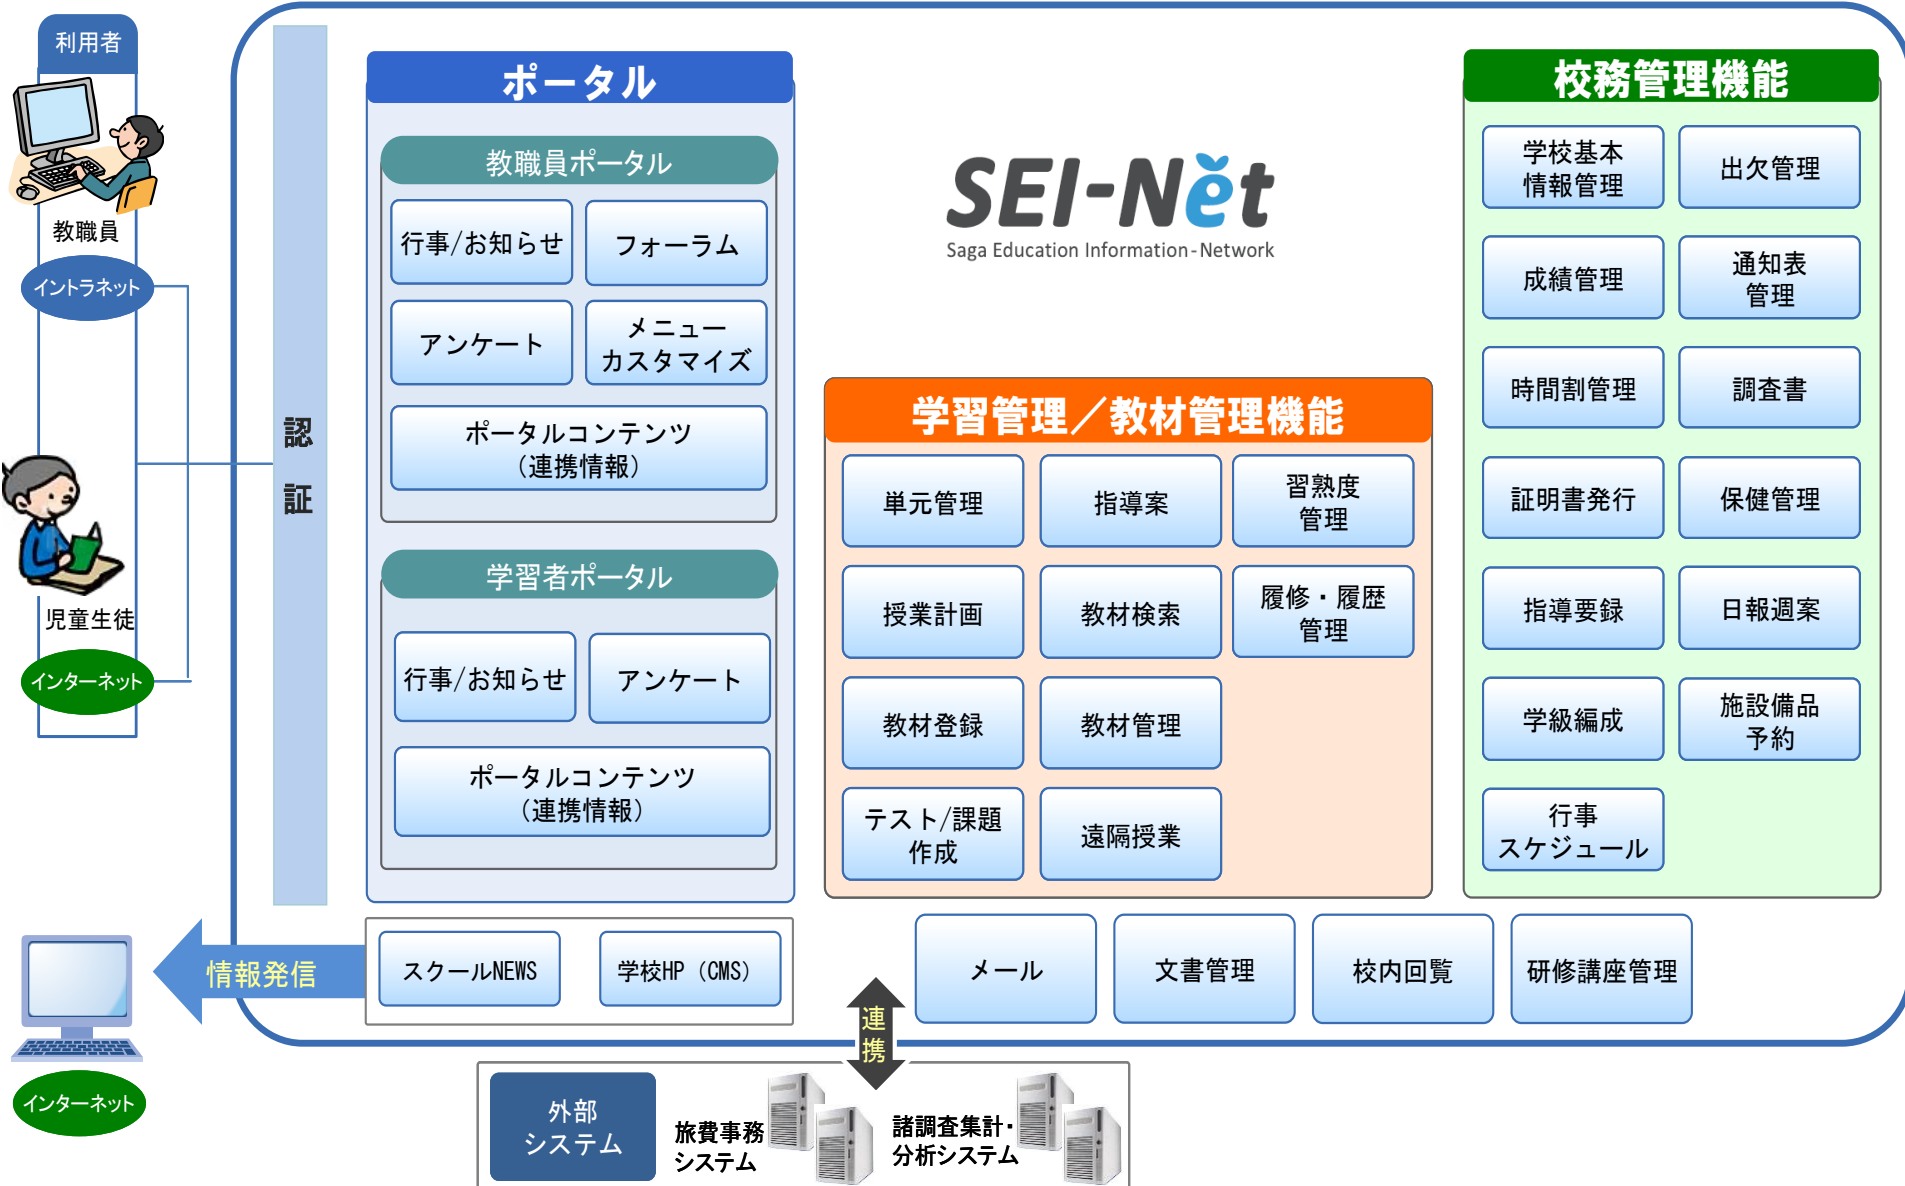 利用者
教職員
イントラネット
児童生徒
インターネット
認
証
ポータル
教職員ポータル
行事/お知らせ
フォーラム
アンケート
メニュー
カスタマイズ
ポータルコンテンツ
(連携情報)
学習者ポータル
行事/お知らせ
アンケート
ポータルコンテンツ
(連携情報)
SEI-Net
Saga Education Information-Network
学習管理/教材管理機能
単元管理
指導案
習熟度
管理
授業計画
教材検索
履修・履歴
管理
教材登録
教材管理
テスト/課題
作成
遠隔授業
校務管理機能
学校基本
情報管理
出欠管理
成績管理
通知表
管理
時間割管理
調査書
証明書発行
保健管理
指導要録
日報週案
学級編成
施設備品
予約
行事
スケジュール
情報発信
スクールNEWS
学校HP(CMS)
メール
文書管理
校内回覧
研修講座管理
連
携
インターネット
外部
システム
旅費事務
システム
諸調査集計・
分析システム